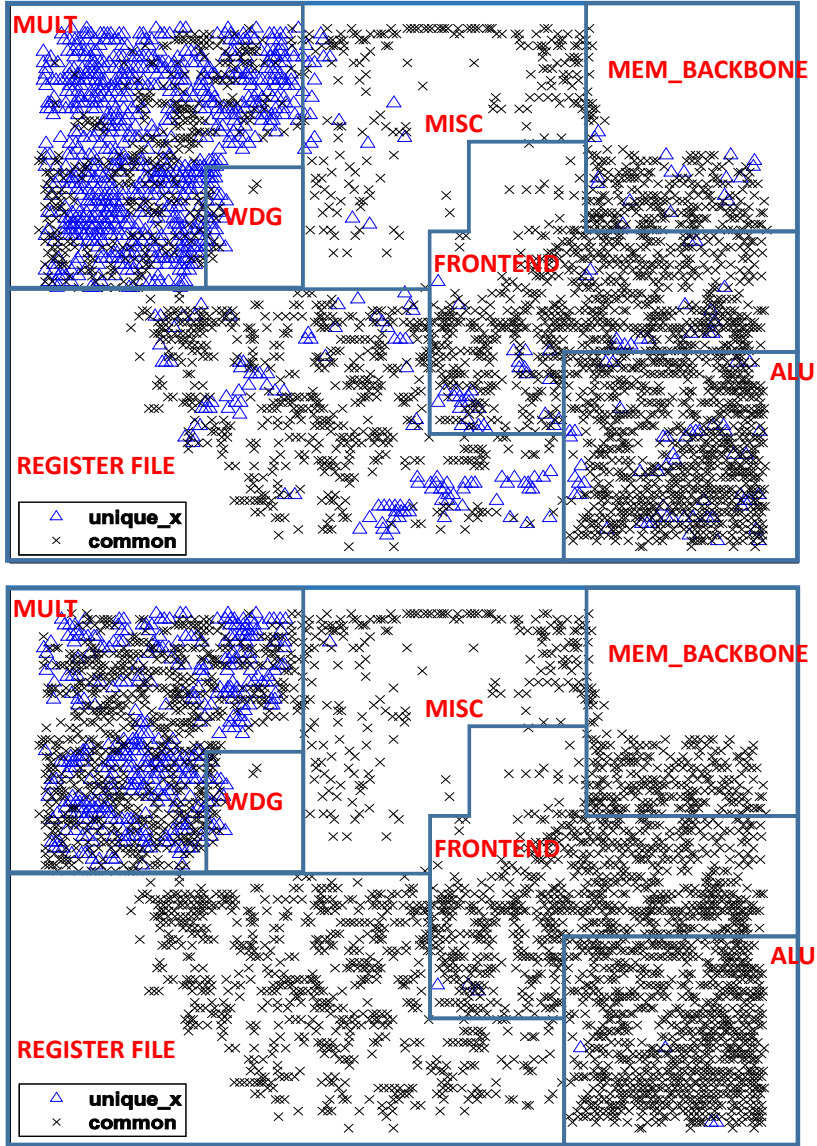 MULT
MEM_BACKBONE
MISC
WDG
FRONTEND
ALU
REGISTER FILE
unique_x
common
MULT
MEM_BACKBONE
MISC
WDG
FRONTEND
ALU
REGISTER FILE
unique_x
common